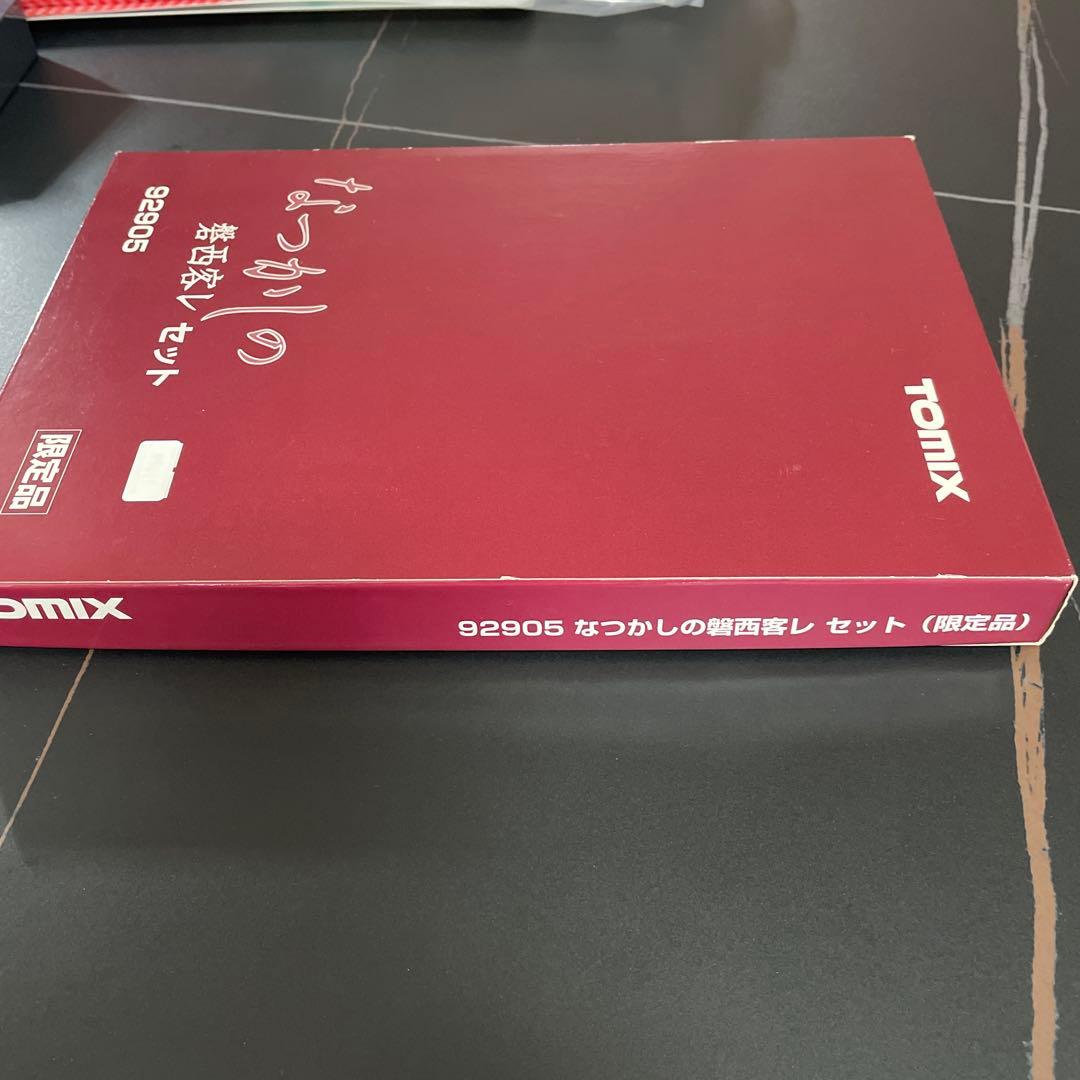 92905
なつかしの
磐西客レ セット
限定品
TOMIX
OMIX
92905 なつかしの磐西客レ セット（限定品）